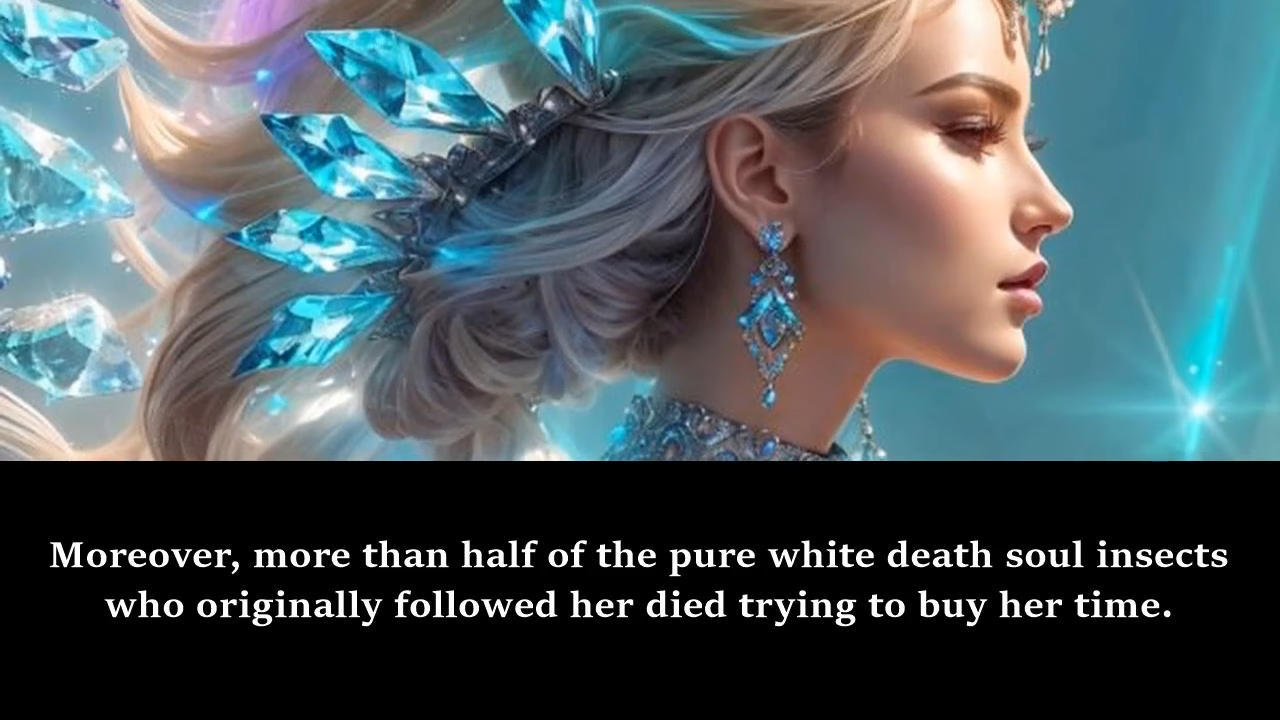 Moreover, more than half of the pure white death soul insects
who originally followed her died trying to buy her time.